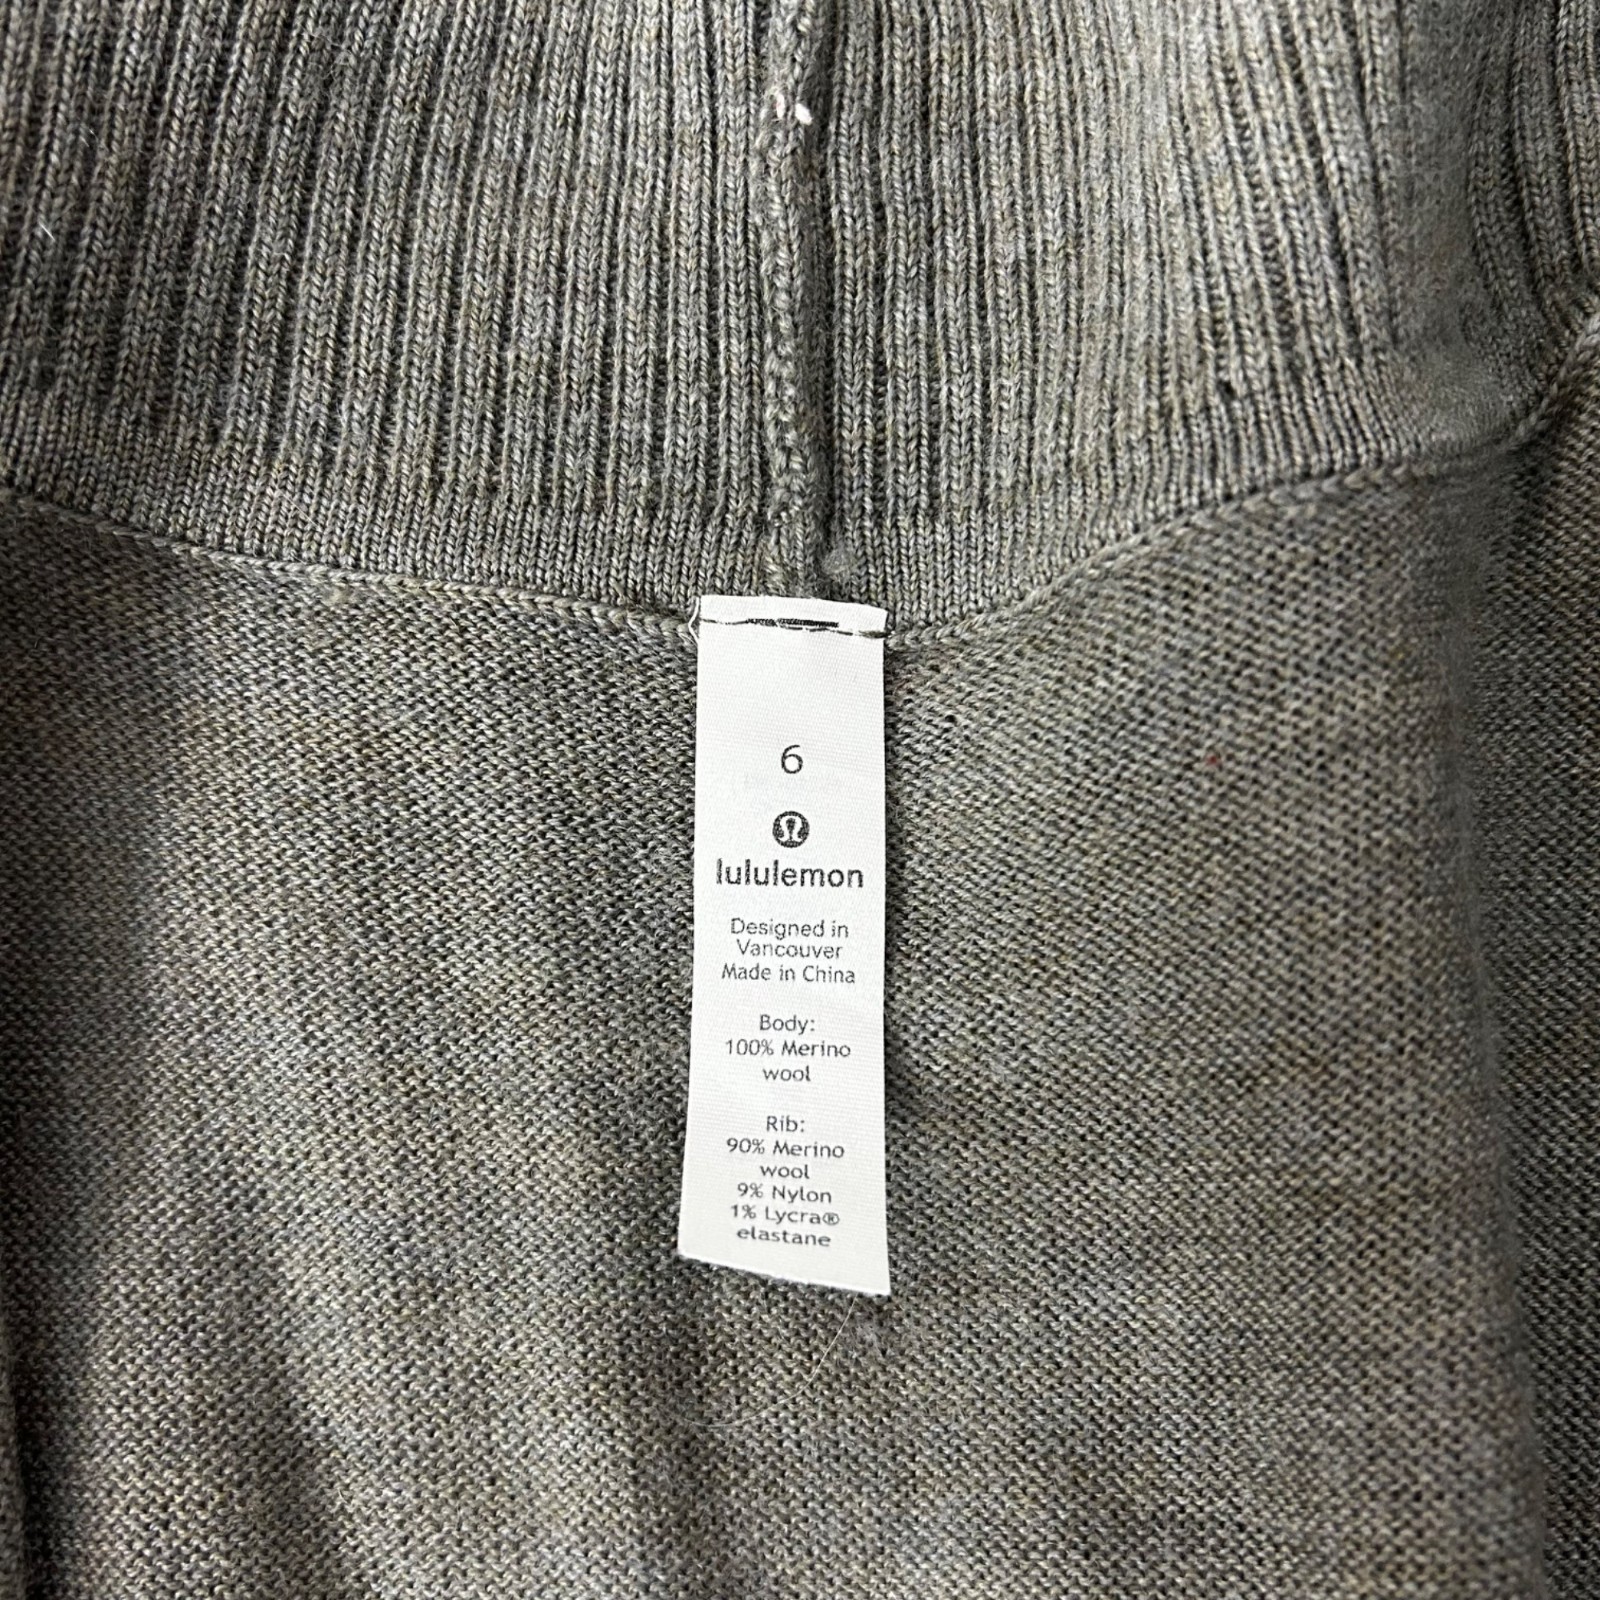 6
lululemon
Designed in
Vancouver
Made in China
Body:
100% Merino
wool
Rib:
90% Merino
wool
9% Nylon
1% Lycra®
elastane